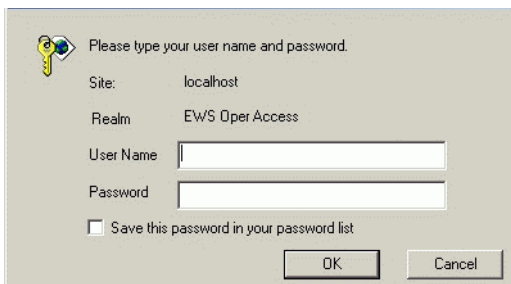 Please type your user name and password.
Site: localhost
Realm EWS Oper Access
User Name
Password
Save this password in your password list
OK Cancel